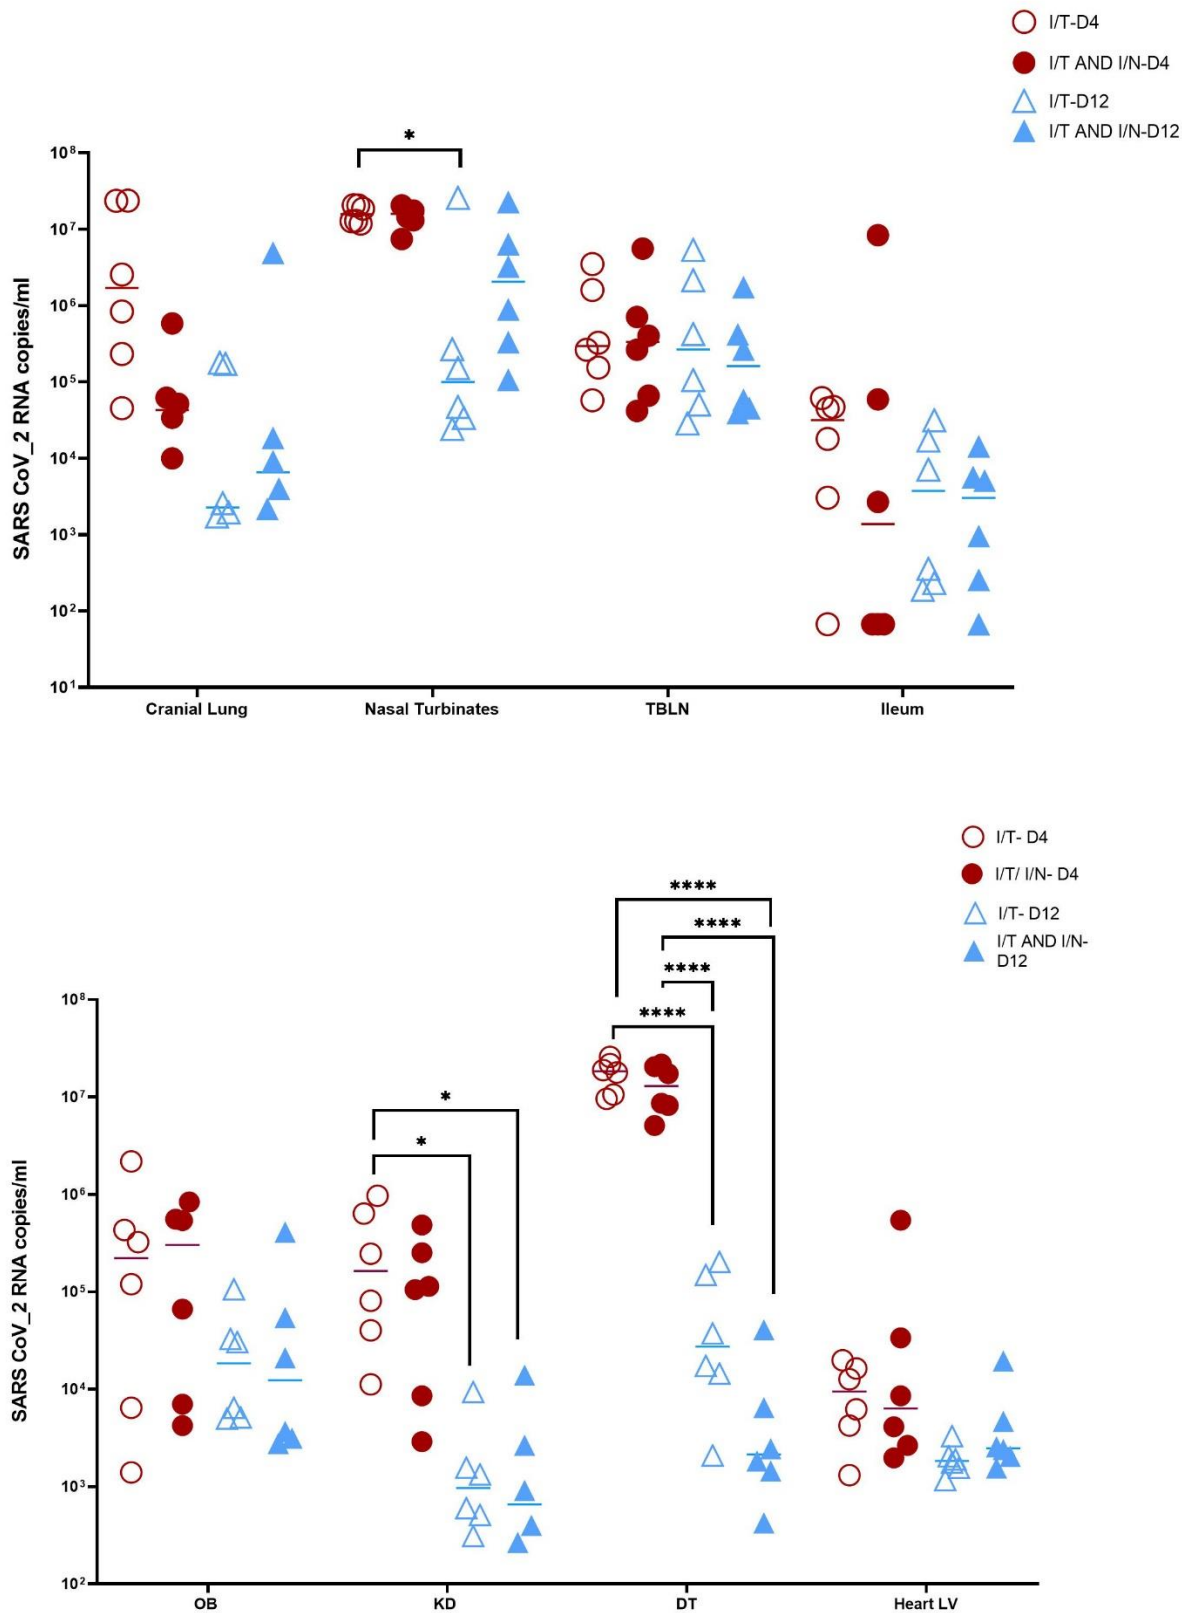 I/T-D4
I/T AND I/N-D4
I/T-D12
I/T AND I/N-D12
*
10⁸
10⁷
10⁶
10⁵
10⁴
10³
10²
10¹
SARS CoV_2 RNA copies/ml
Cranial Lung
Nasal Turbinates
TBLN
Ileum
I/T- D4
I/T/ I/N- D4
I/T- D12
I/T AND I/N-
D12
****
****
****
****
*
*
10⁸
10⁷
10⁶
10⁵
10⁴
10³
10²
SARS CoV_2 RNA copies/ml
OB
KD
DT
Heart LV